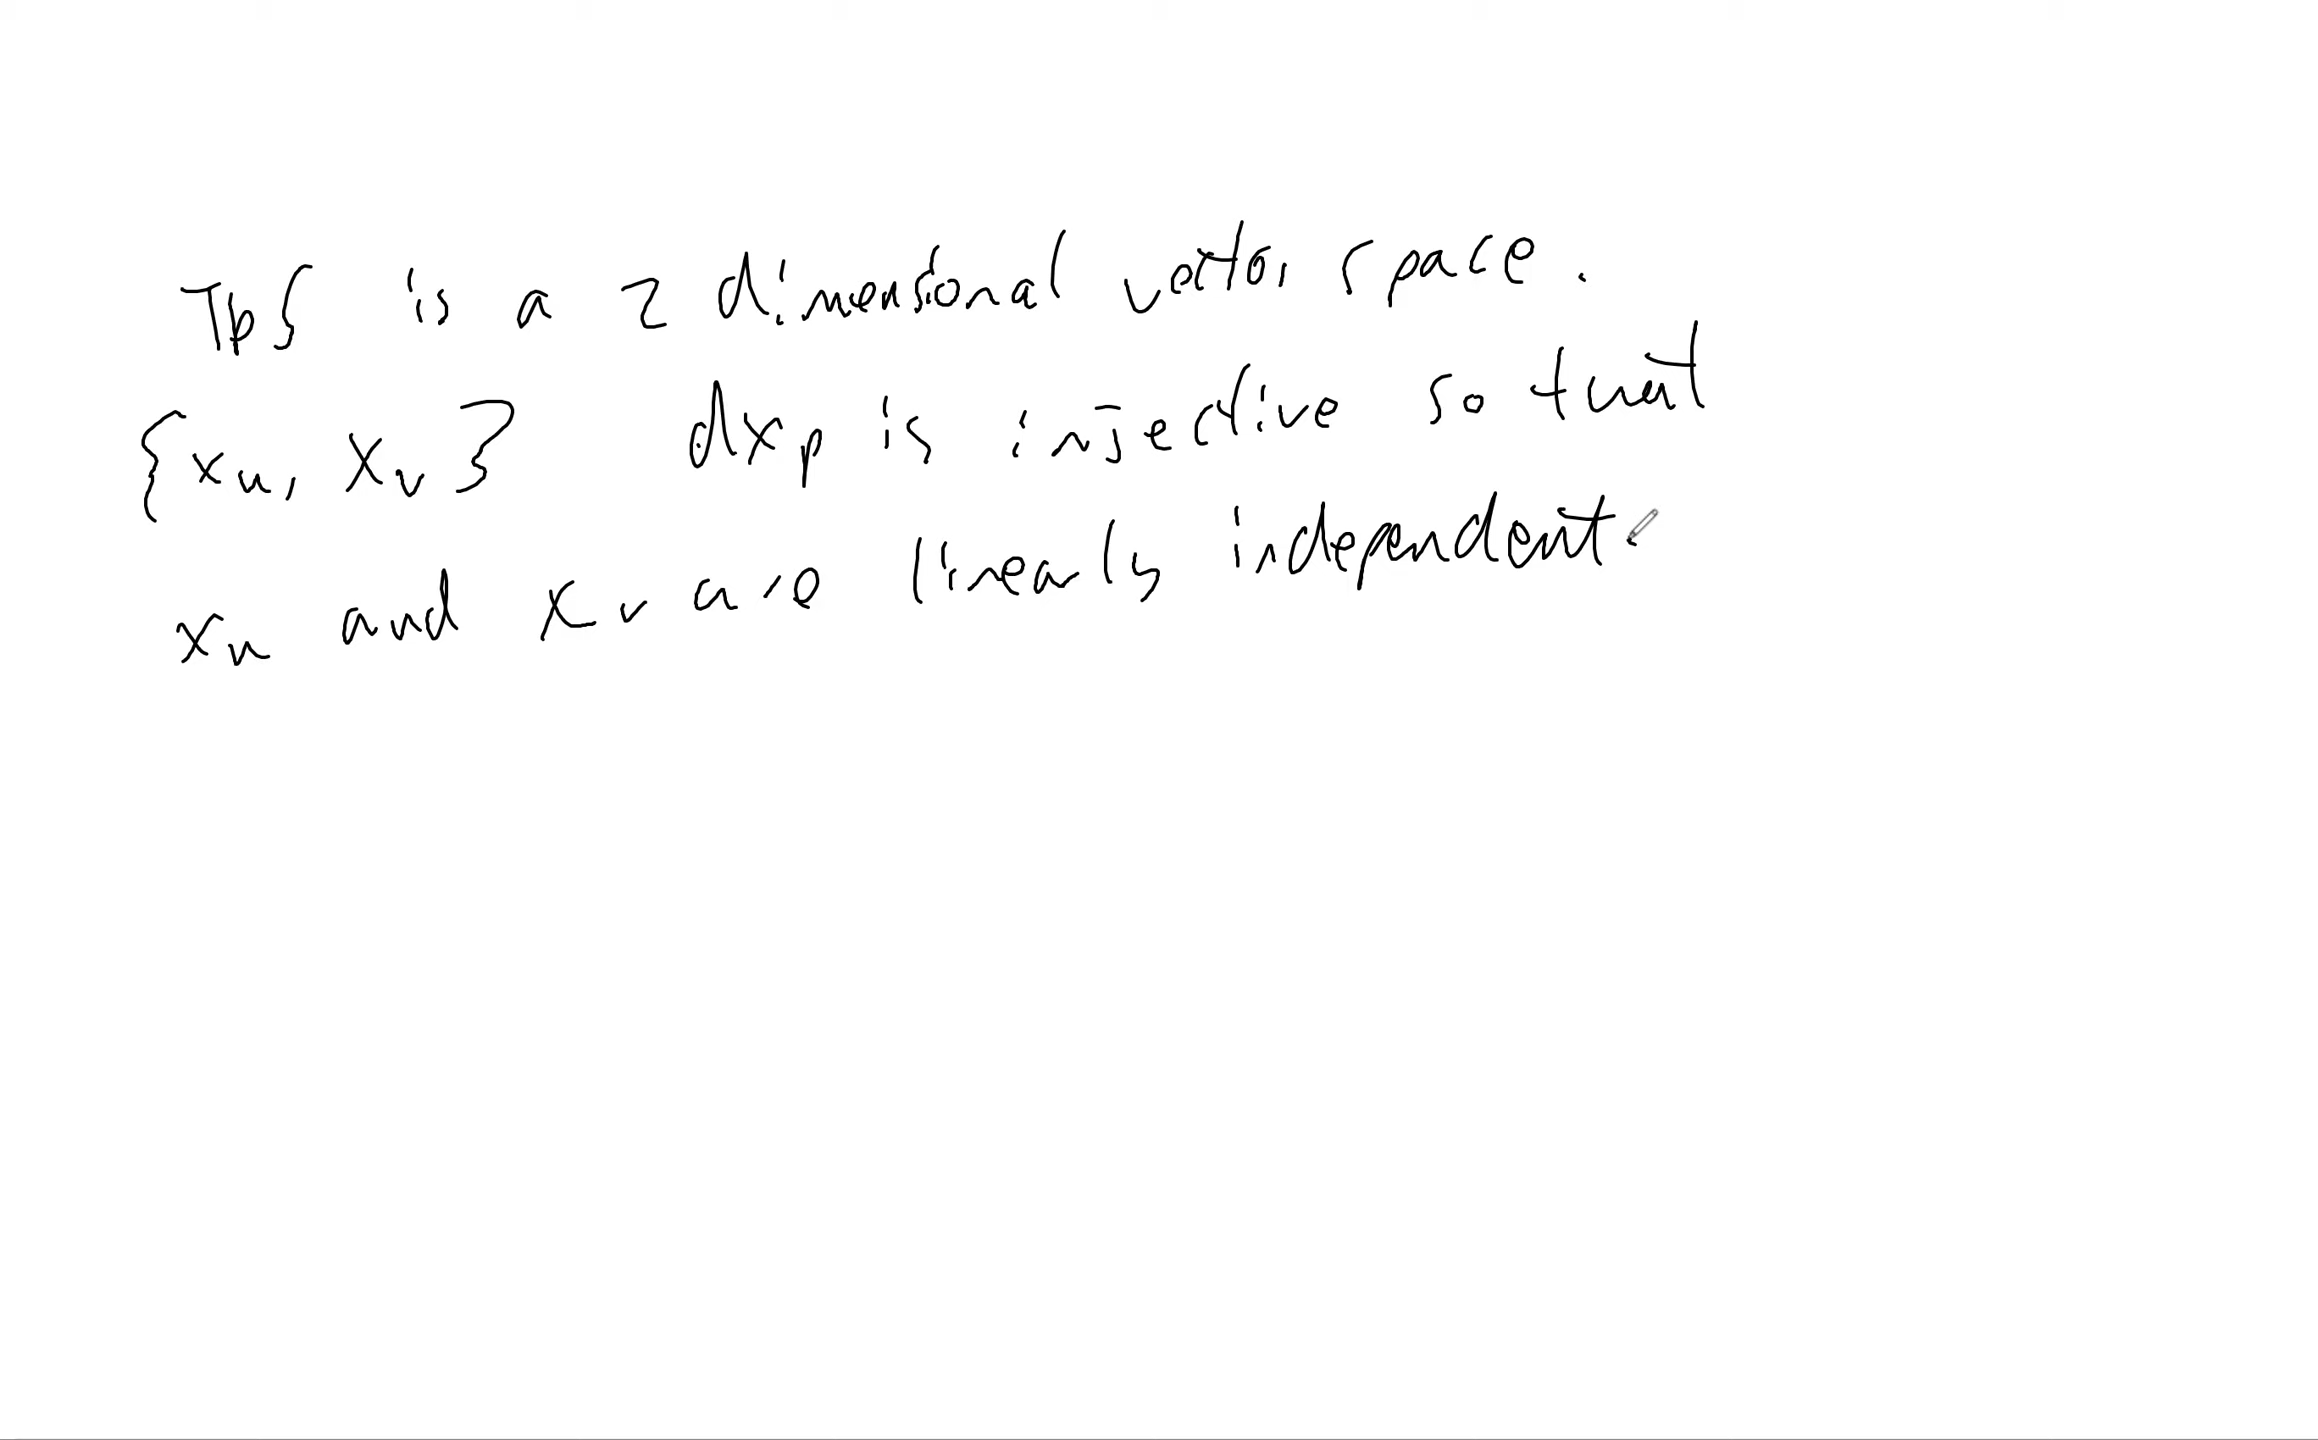 TpS is a 2 dimensional vector space.
{xu, xv} dxp is injective so that
xu and xv are linearly independent.